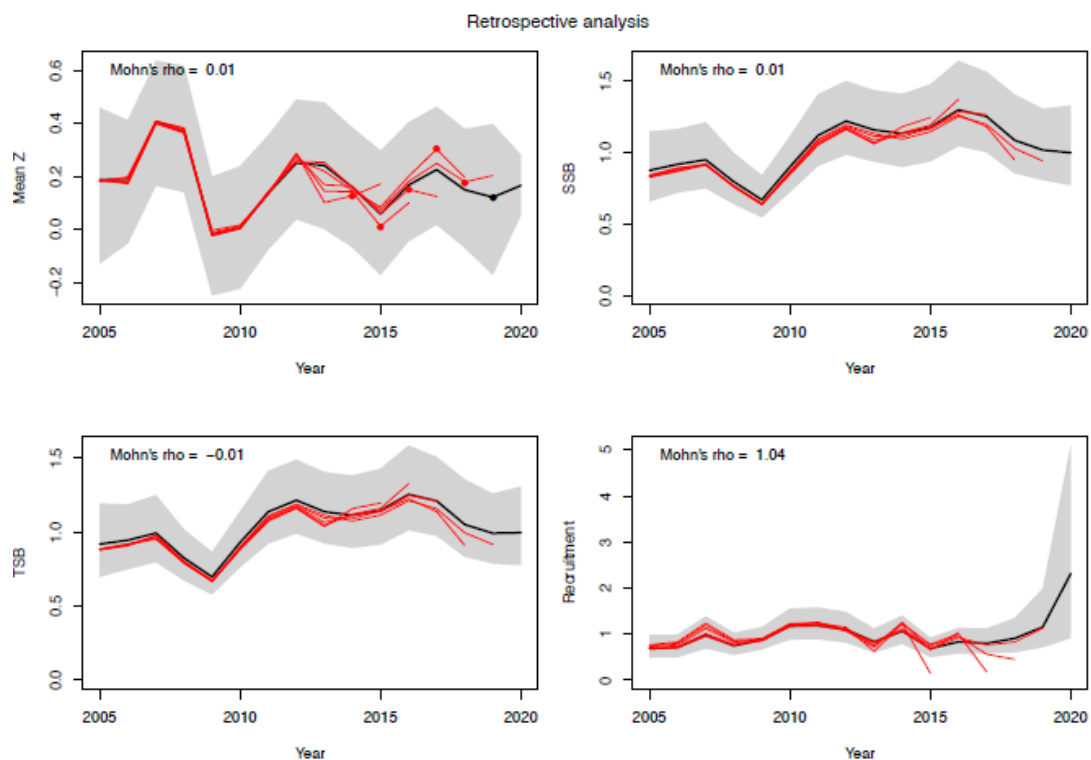 Retrospective analysis
Mohn's rho = 0.01
Mean Z
0.6
0.4
0.2
0.0
−0.2
2005 2010 2015 2020
Year
Mohn's rho = 0.01
SSB
1.5
1.0
0.5
0.0
2005 2010 2015 2020
Year
Mohn's rho = −0.01
TSB
1.5
1.0
0.5
0.0
2005 2010 2015 2020
Year
Mohn's rho = 1.04
Recruitment
5
4
3
2
1
0
2005 2010 2015 2020
Year